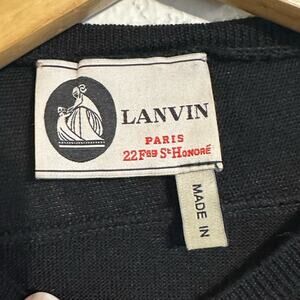 LANVIN
PARIS
22 Fbg St Honoré
MADE IN